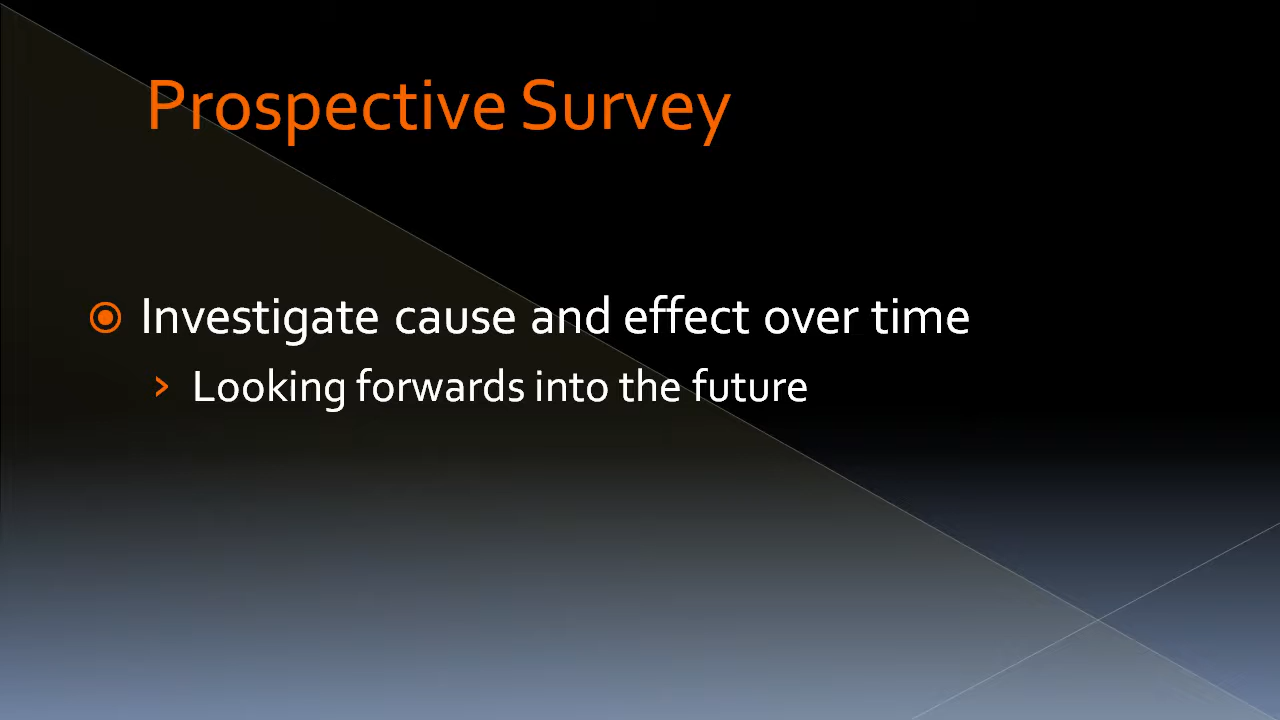 Prospective Survey
Investigate cause and effect over time
Looking forwards into the future